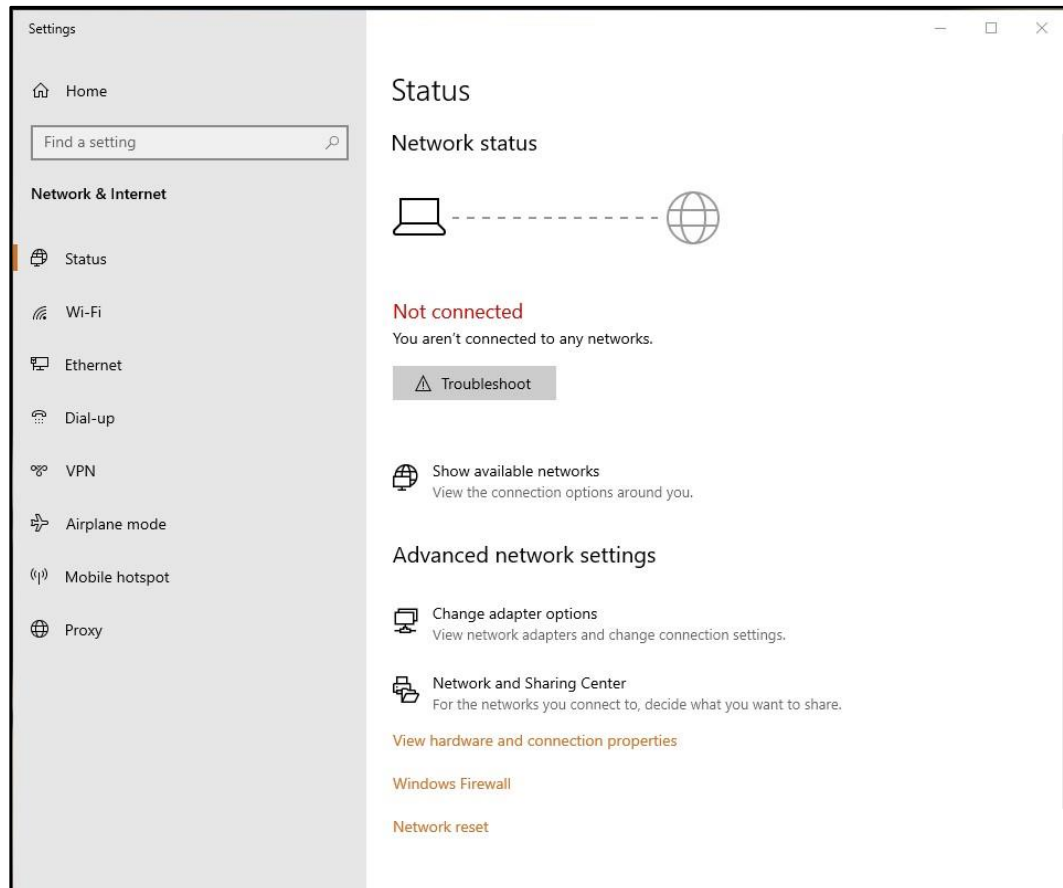 Settings
Home
Find a setting
Network & Internet
Status
Wi-Fi
Ethernet
Dial-up
VPN
Airplane mode
Mobile hotspot
Proxy
Status
Network status
Not connected
You aren't connected to any networks.
Troubleshoot
Show available networks
View the connection options around you.
Advanced network settings
Change adapter options
View network adapters and change connection settings.
Network and Sharing Center
For the networks you connect to, decide what you want to share.
View hardware and connection properties
Windows Firewall
Network reset